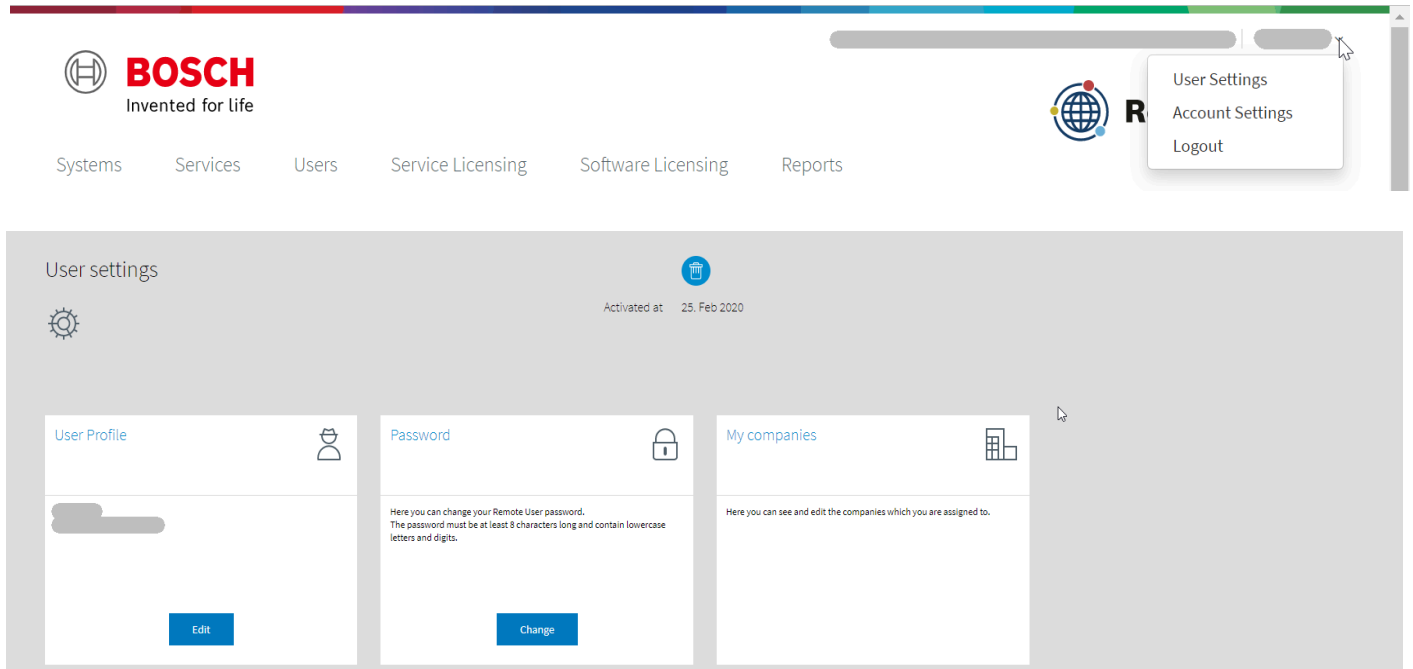 BOSCH
Invented for life
User Settings
Account Settings
Logout
Systems Services Users Service Licensing Software Licensing Reports
User settings
Activated at 25. Feb 2020
User Profile
Edit
Password
Here you can change your Remote User password.
The password must be at least 8 characters long and contain lowercase
letters and digits.
Change
My companies
Here you can see and edit the companies which you are assigned to.